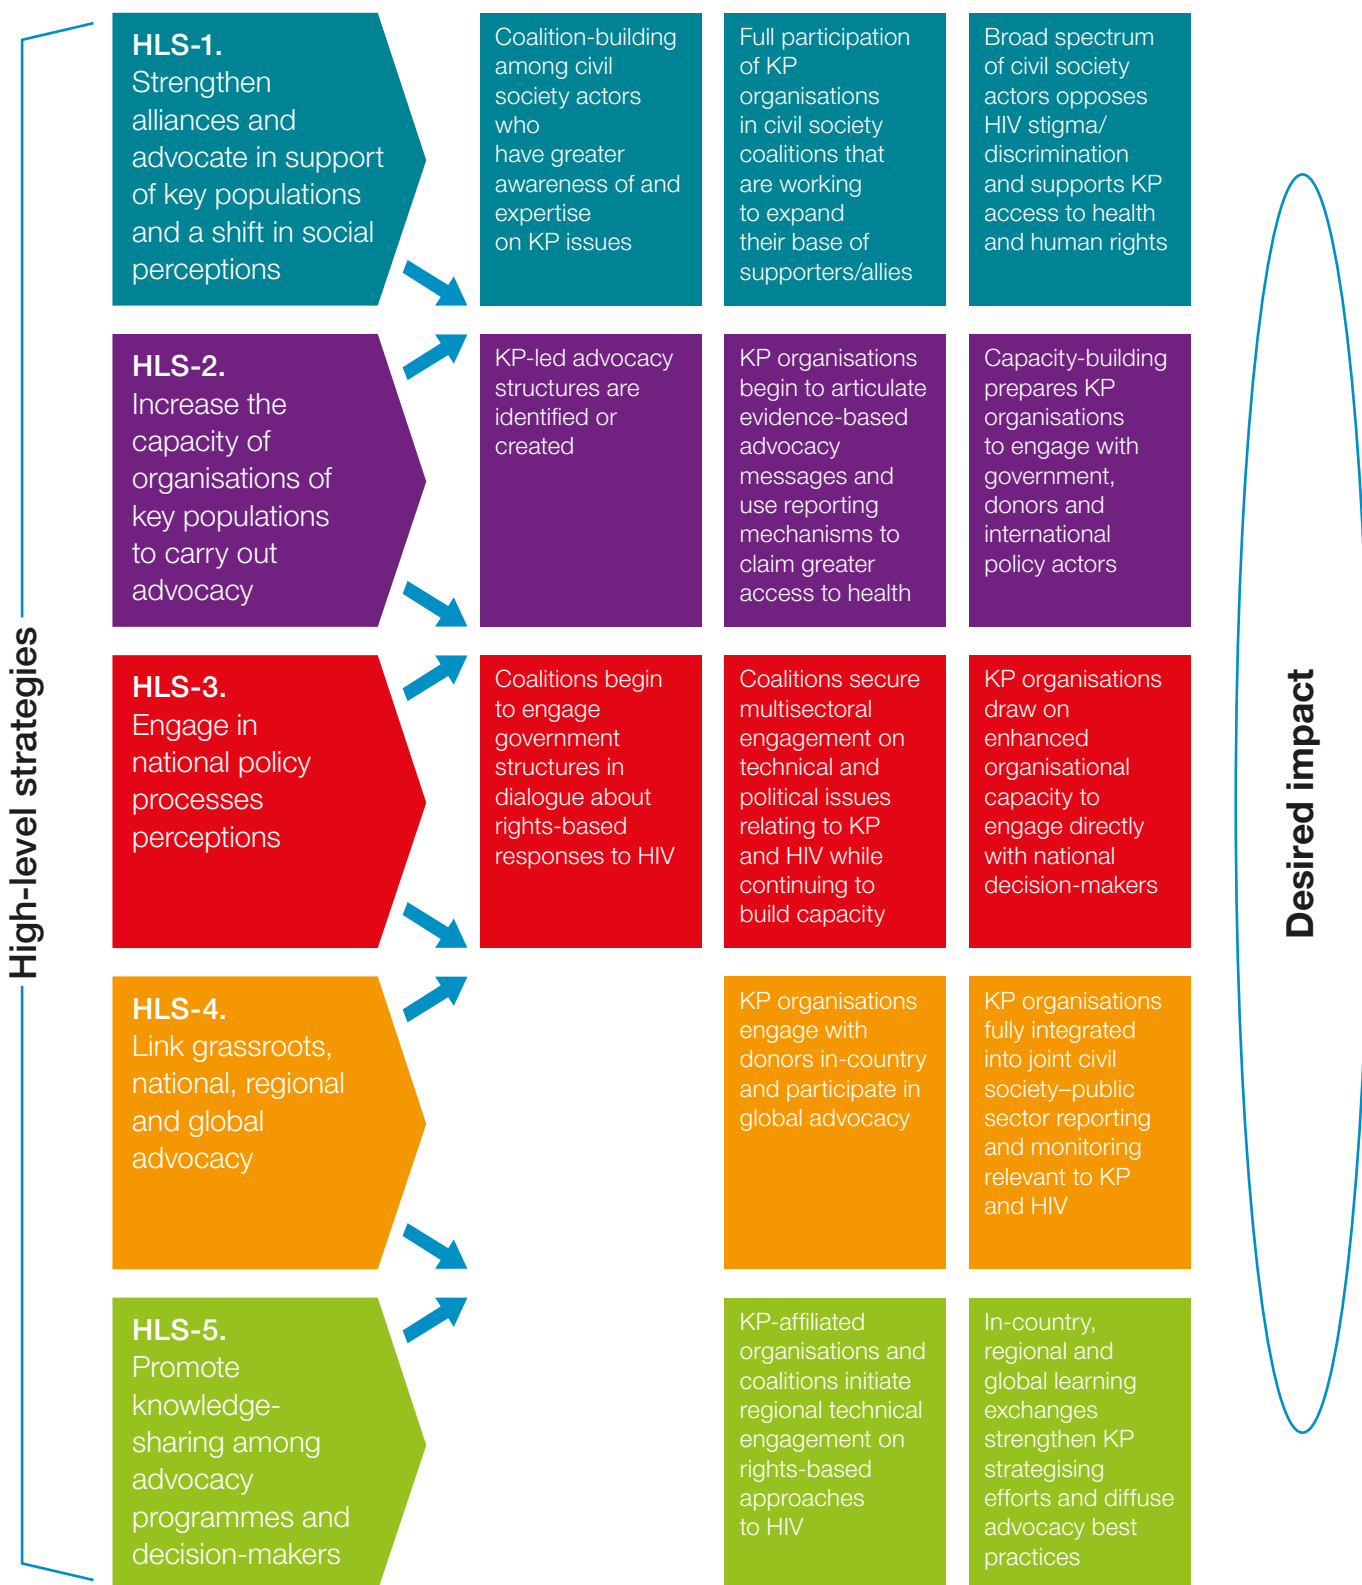 High-level strategies
HLS-1.
Strengthen
alliances and
advocate in support
of key populations
and a shift in social
perceptions
Coalition-building
among civil
society actors
who
have greater
awareness of and
expertise
on KP issues
Full participation
of KP
organisations
in civil society
coalitions that
are working
to expand
their base of
supporters/allies
Broad spectrum
of civil society
actors opposes
HIV stigma/
discrimination
and supports KP
access to health
and human rights
HLS-2.
Increase the
capacity of
organisations of
key populations
to carry out
advocacy
KP-led advocacy
structures are
identified or
created
KP organisations
begin to articulate
evidence-based
advocacy
messages and
use reporting
mechanisms to
claim greater
access to health
Capacity-building
prepares KP
organisations
to engage with
government,
donors and
international
policy actors
HLS-3.
Engage in
national policy
processes
perceptions
Coalitions begin
to engage
government
structures in
dialogue about
rights-based
responses to HIV
Coalitions secure
multisectoral
engagement on
technical and
political issues
relating to KP
and HIV while
continuing to
build capacity
KP organisations
draw on
enhanced
organisational
capacity to
engage directly
with national
decision-makers
HLS-4.
Link grassroots,
national, regional
and global
advocacy
KP organisations
engage with
donors in-country
and participate in
global advocacy
KP organisations
fully integrated
into joint civil
society–public
sector reporting
and monitoring
relevant to KP
and HIV
HLS-5.
Promote
knowledge-
sharing among
advocacy
programmes and
decision-makers
KP-affiliated
organisations and
coalitions initiate
regional technical
engagement on
rights-based
approaches
to HIV
In-country,
regional and
global learning
exchanges
strengthen KP
strategising
efforts and diffuse
advocacy best
practices
Desired impact